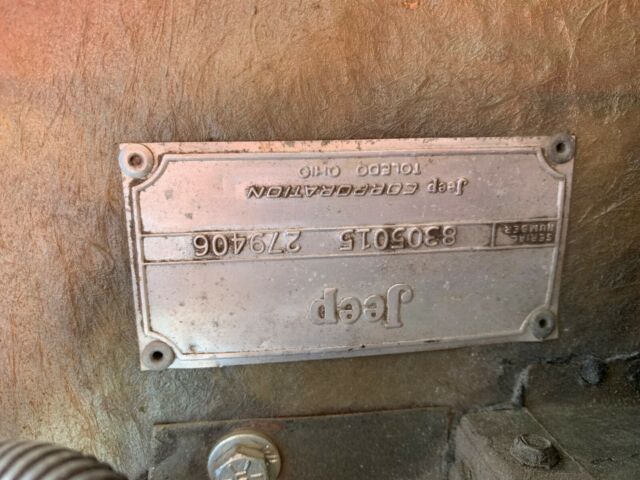 Jeep
SERIAL NUMBER 8305015 279406
Jeep CORPORATION
TOLEDO OHIO